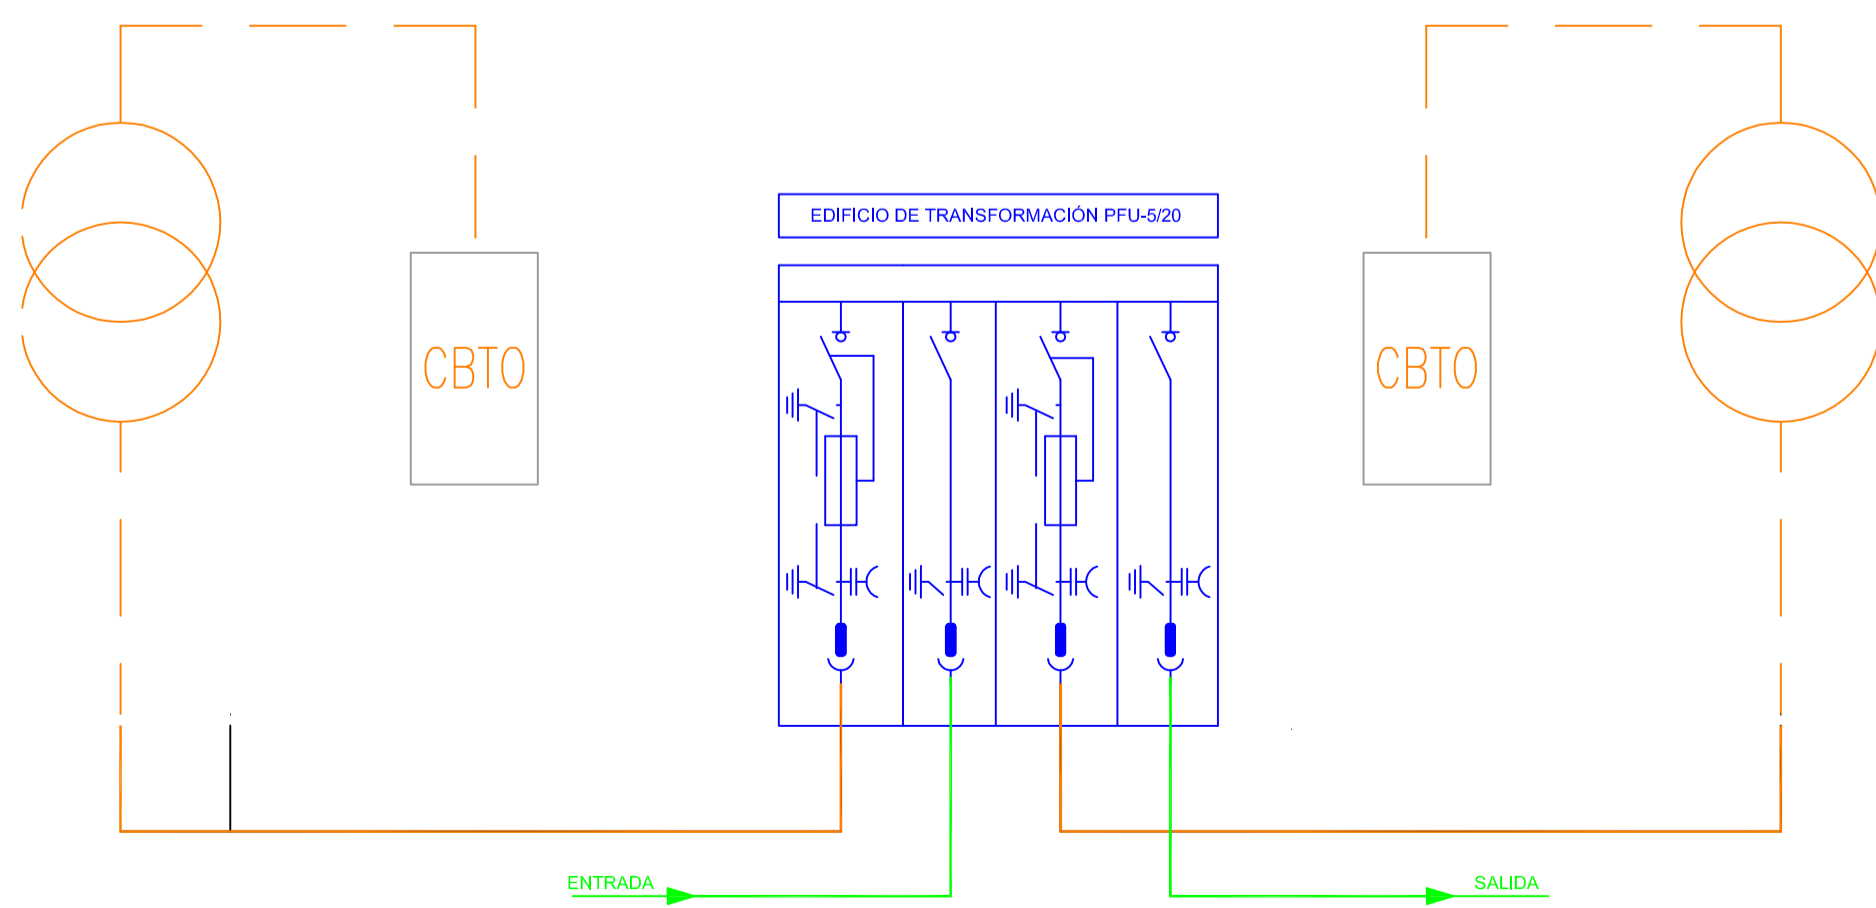 EDIFICIO DE TRANSFORMACIÓN PFU-5/20
CBTO
CBTO
ENTRADA
SALIDA